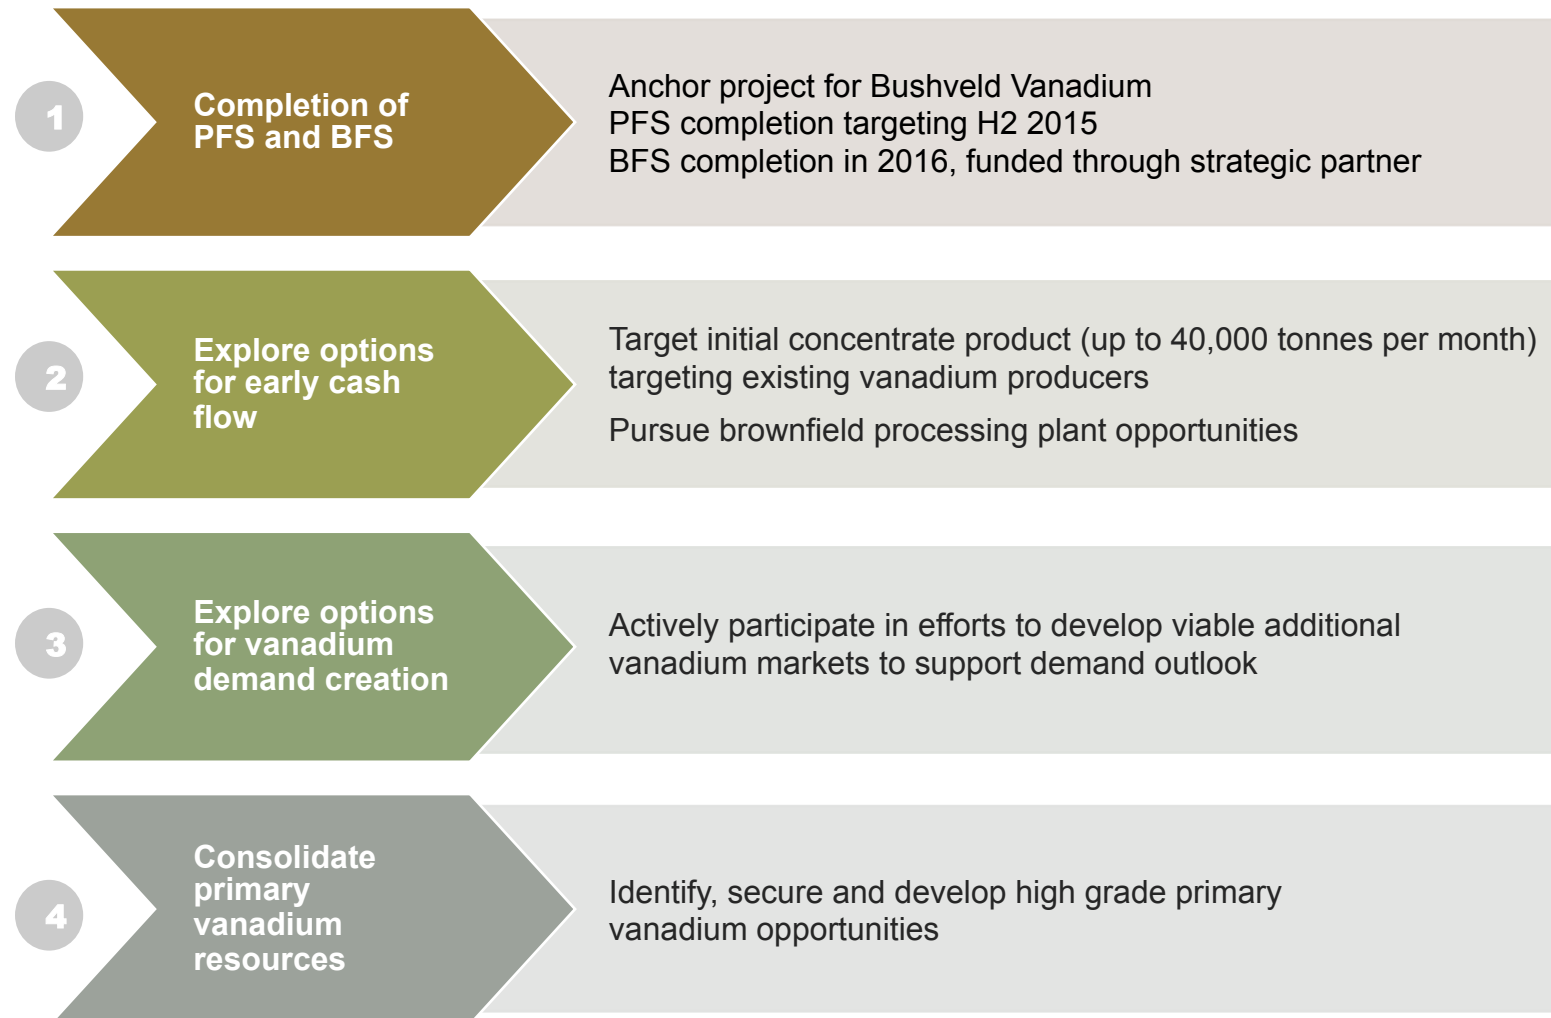 1
Completion of
PFS and BFS
Anchor project for Bushveld Vanadium
PFS completion targeting H2 2015
BFS completion in 2016, funded through strategic partner
2
Explore options
for early cash
flow
Target initial concentrate product (up to 40,000 tonnes per month)
targeting existing vanadium producers
Pursue brownfield processing plant opportunities
3
Explore options
for vanadium
demand creation
Actively participate in efforts to develop viable additional
vanadium markets to support demand outlook
4
Consolidate
primary
vanadium
resources
Identify, secure and develop high grade primary
vanadium opportunities